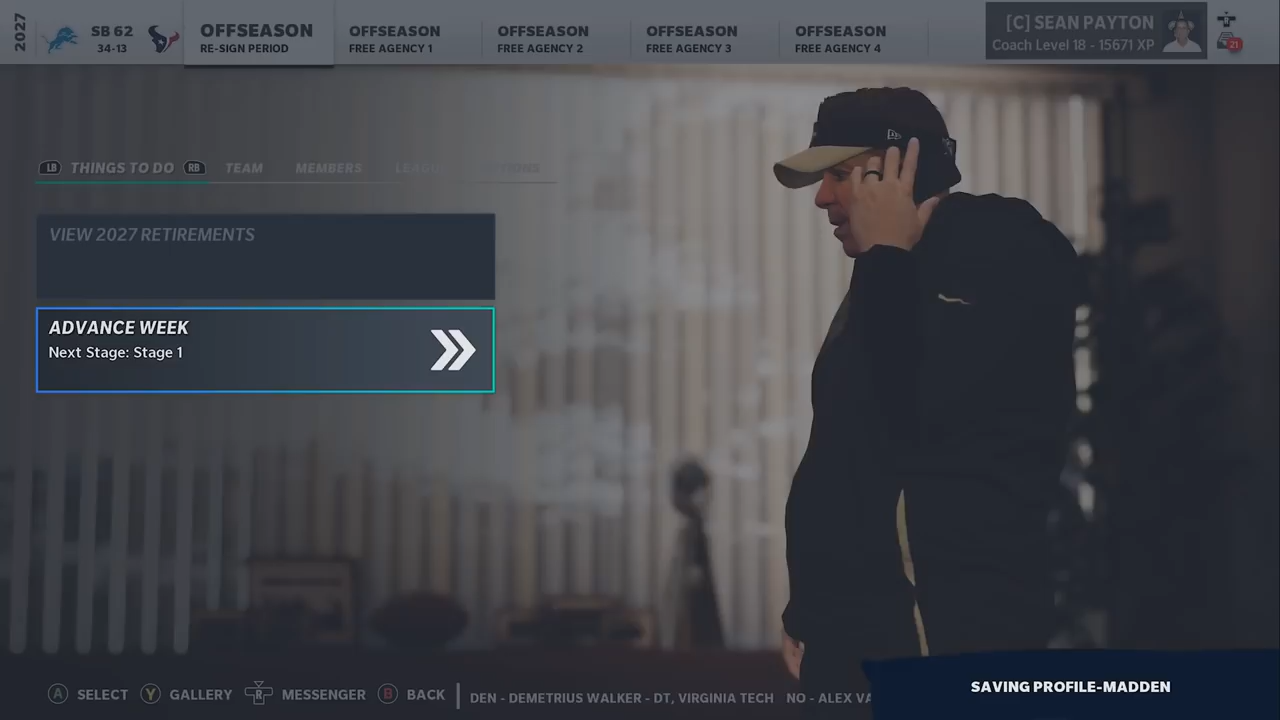 2027
SB 62
34-13
OFFSEASON
RE-SIGN PERIOD
OFFSEASON
FREE AGENCY 1
OFFSEASON
FREE AGENCY 2
OFFSEASON
FREE AGENCY 3
OFFSEASON
FREE AGENCY 4
[C] SEAN PAYTON
Coach Level 18 - 15671 XP
R
21
LB THINGS TO DO RB TEAM MEMBERS
VIEW 2027 RETIREMENTS
ADVANCE WEEK
Next Stage: Stage 1
A SELECT Y GALLERY R MESSENGER B BACK
DEN - DEMETRIUS WALKER - DT, VIRGINIA TECH NO - ALEX VA
SAVING PROFILE-MADDEN